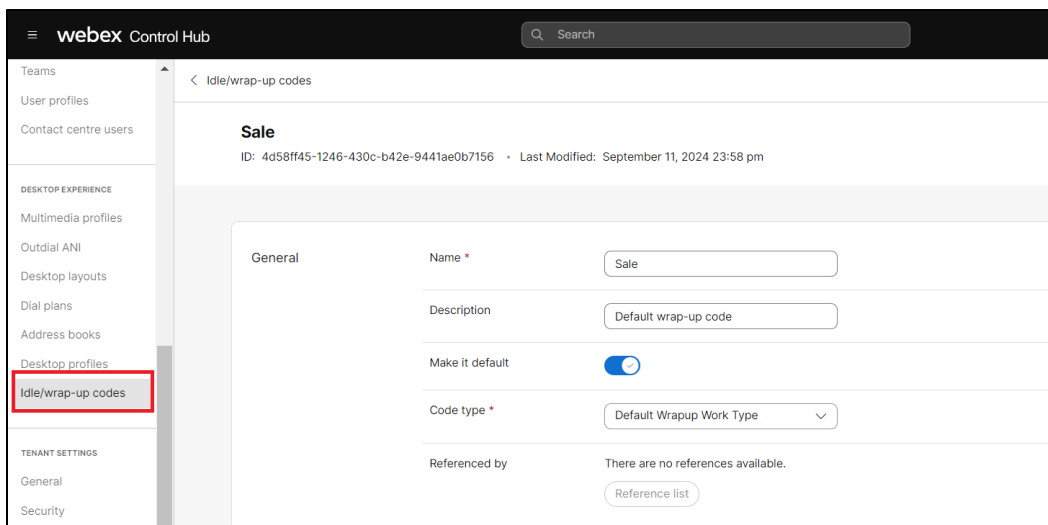 webex Control Hub
Search
Teams
User profiles
Contact centre users
DESKTOP EXPERIENCE
Multimedia profiles
Outdial ANI
Desktop layouts
Dial plans
Address books
Desktop profiles
Idle/wrap-up codes
TENANT SETTINGS
General
Security
Idle/wrap-up codes
Sale
ID: 4d58ff45-1246-430c-b42e-9441ae0b7156 • Last Modified: September 11, 2024 23:58 pm
General
Name * Sale
Description Default wrap-up code
Make it default
Code type * Default Wrapup Work Type
Referenced by There are no references available.
Reference list